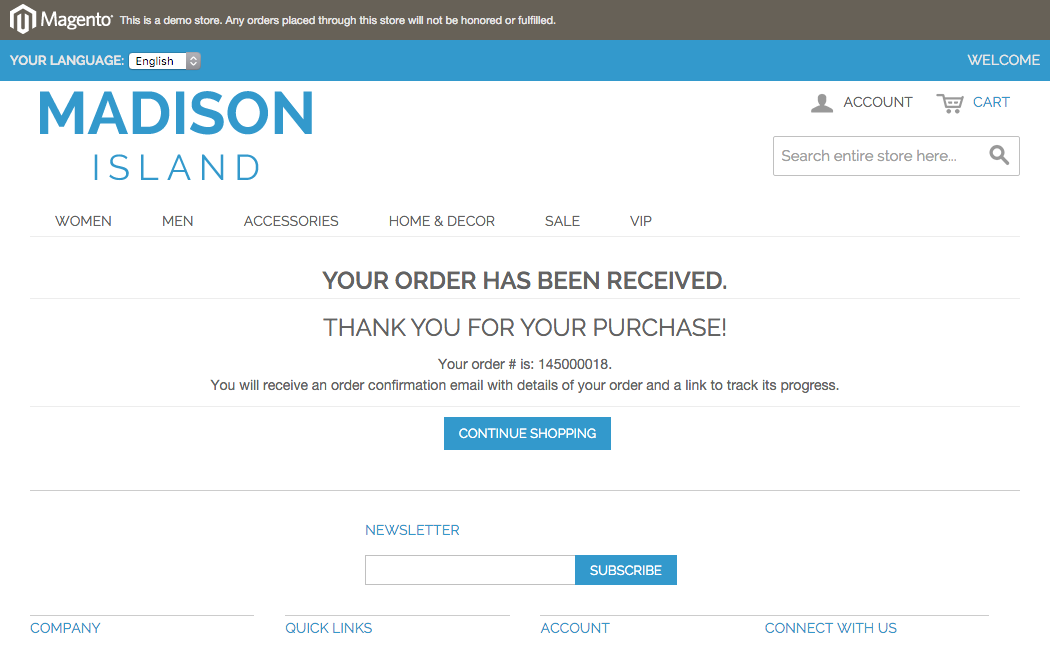 Magento This is a demo store. Any orders placed through this store will not be honored or fulfilled.
YOUR LANGUAGE: English WELCOME
MADISON
ISLAND
ACCOUNT CART
Search entire store here...
WOMEN MEN ACCESSORIES HOME & DECOR SALE VIP
YOUR ORDER HAS BEEN RECEIVED.
THANK YOU FOR YOUR PURCHASE!
Your order # is: 145000018.
You will receive an order confirmation email with details of your order and a link to track its progress.
CONTINUE SHOPPING
NEWSLETTER
SUBSCRIBE
COMPANY QUICK LINKS ACCOUNT CONNECT WITH US